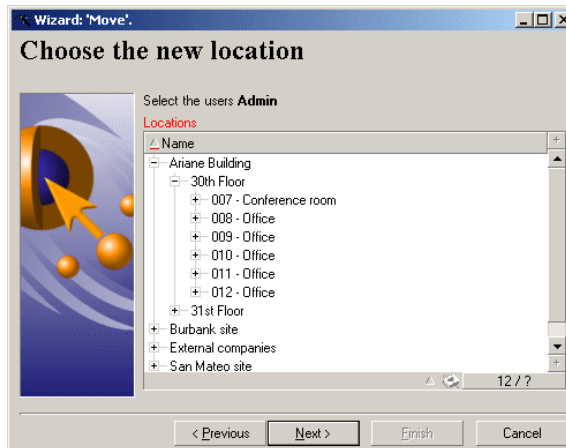 Wizard: 'Move'.
Choose the new location
Select the users Admin
Locations
Name
Ariane Building
30th Floor
007 - Conference room
008 - Office
009 - Office
010 - Office
011 - Office
012 - Office
31st Floor
Burbank site
External companies
San Mateo site
12 / ?
< Previous Next > Finish Cancel